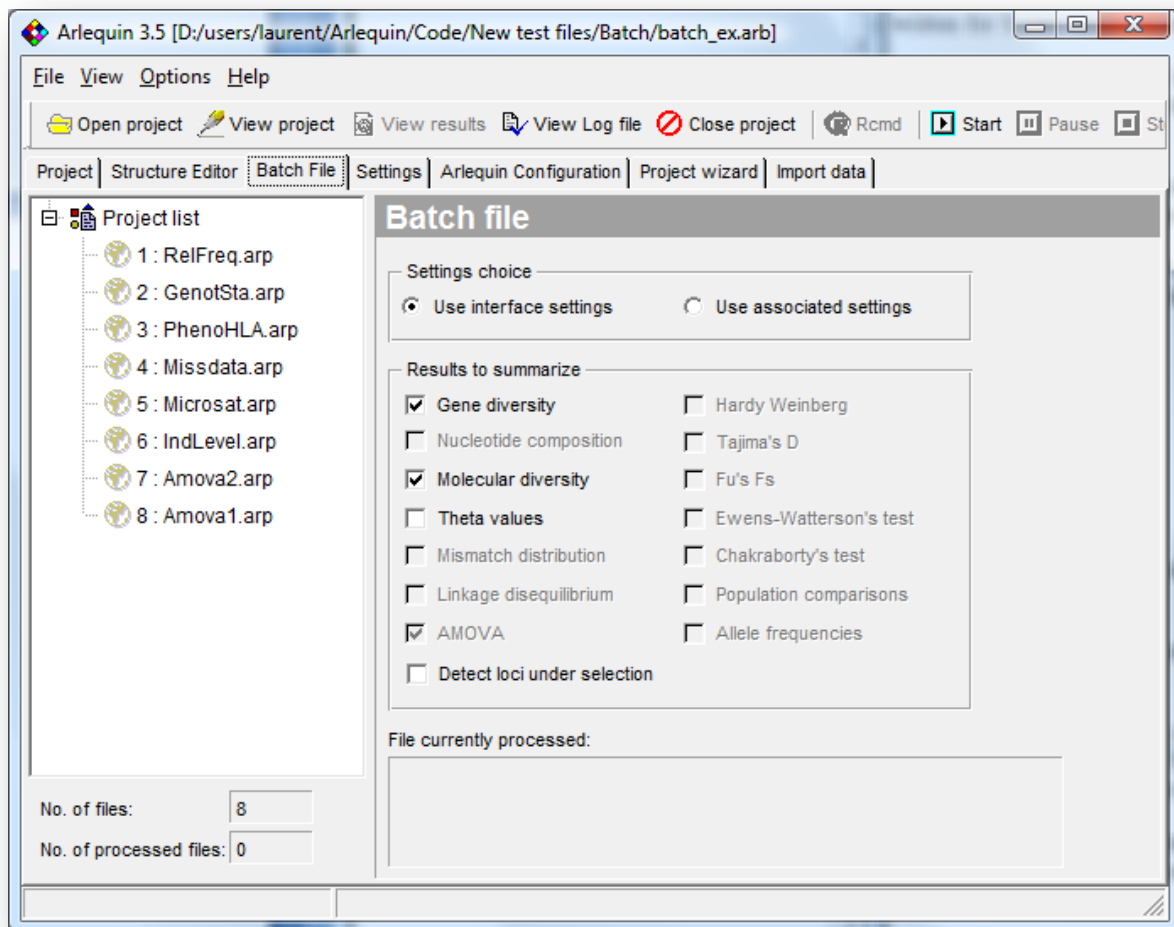 Arlequin 3.5 [D:/users/laurent/Arlequin/Code/New test files/Batch/batch_ex.arb]
File View Options Help
Open project View project View results View Log file Close project Rcmd Start Pause St
Project Structure Editor Batch File Settings Arlequin Configuration Project wizard Import data
Project list
1 : RelFreq.arp
2 : GenotSta.arp
3 : PhenoHLA.arp
4 : Missdata.arp
5 : Microsat.arp
6 : IndLevel.arp
7 : Amova2.arp
8 : Amova1.arp
No. of files: 8
No. of processed files: 0
Batch file
Settings choice
Use interface settings Use associated settings
Results to summarize
Gene diversity Hardy Weinberg
Nucleotide composition Tajima's D
Molecular diversity Fu's Fs
Theta values Ewens-Watterson's test
Mismatch distribution Chakraborty's test
Linkage disequilibrium Population comparisons
AMOVA Allele frequencies
Detect loci under selection
File currently processed: